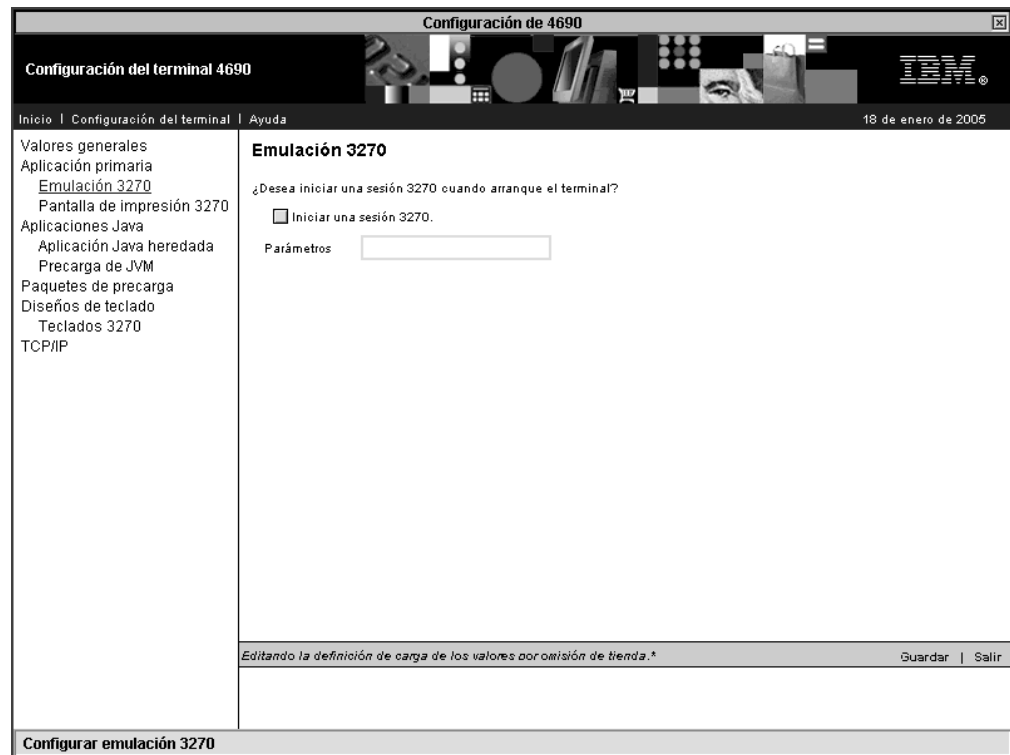 Configuración de 4690
Configuración del terminal 4690
IBM®
Inicio | Configuración del terminal | Ayuda
18 de enero de 2005
Valores generales
Aplicación primaria
Emulación 3270
Pantalla de impresión 3270
Aplicaciones Java
Aplicación Java heredada
Precarga de JVM
Paquetes de precarga
Diseños de teclado
Teclados 3270
TCP/IP
Emulación 3270
¿Desea iniciar una sesión 3270 cuando arranque el terminal?
Iniciar una sesión 3270.
Parámetros
Editando la definición de carga de los valores por omisión de tienda.*
Guardar | Salir
Configurar emulación 3270